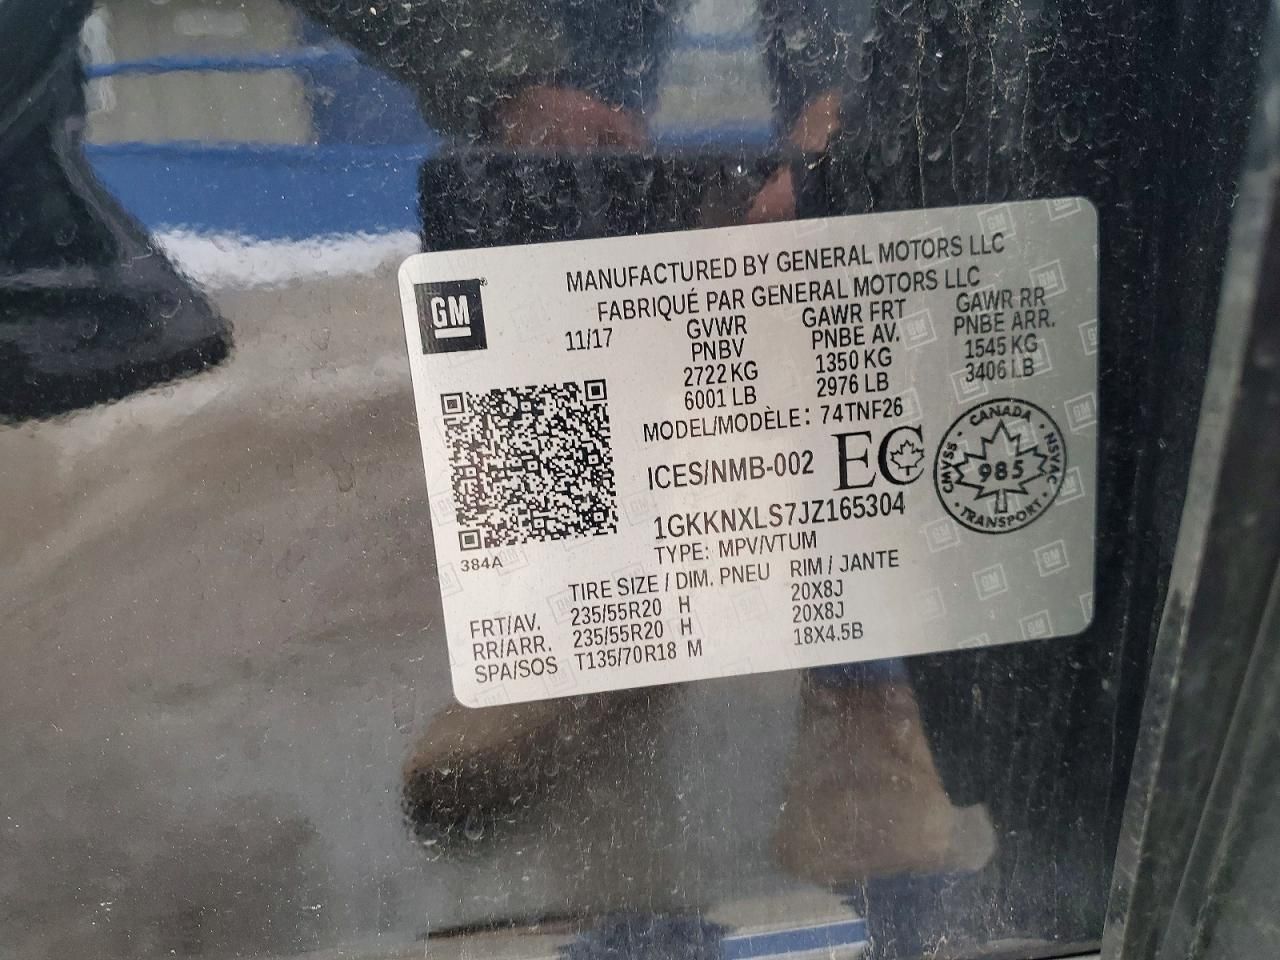 GM
MANUFACTURED BY GENERAL MOTORS LLC
FABRIQUÉ PAR GENERAL MOTORS LLC
11/17
GVWR
PNBV
2722 KG
6001 LB
GAWR FRT
PNBE AV.
1350 KG
2976 LB
GAWR RR
PNBE ARR.
1545 KG
3406 LB
MODEL/MODÈLE: 74TNF26
ICES/NMB-002 EC
CANADA
CMVSS 985 NSVAC
TRANSPORT
1GKKNXLS7JZ165304
TYPE: MPV/VTUM
384A
TIRE SIZE / DIM. PNEU RIM / JANTE
FRT/AV. 235/55R20 H 20X8J
RR/ARR. 235/55R20 H 20X8J
SPA/SOS T135/70R18 M 18X4.5B